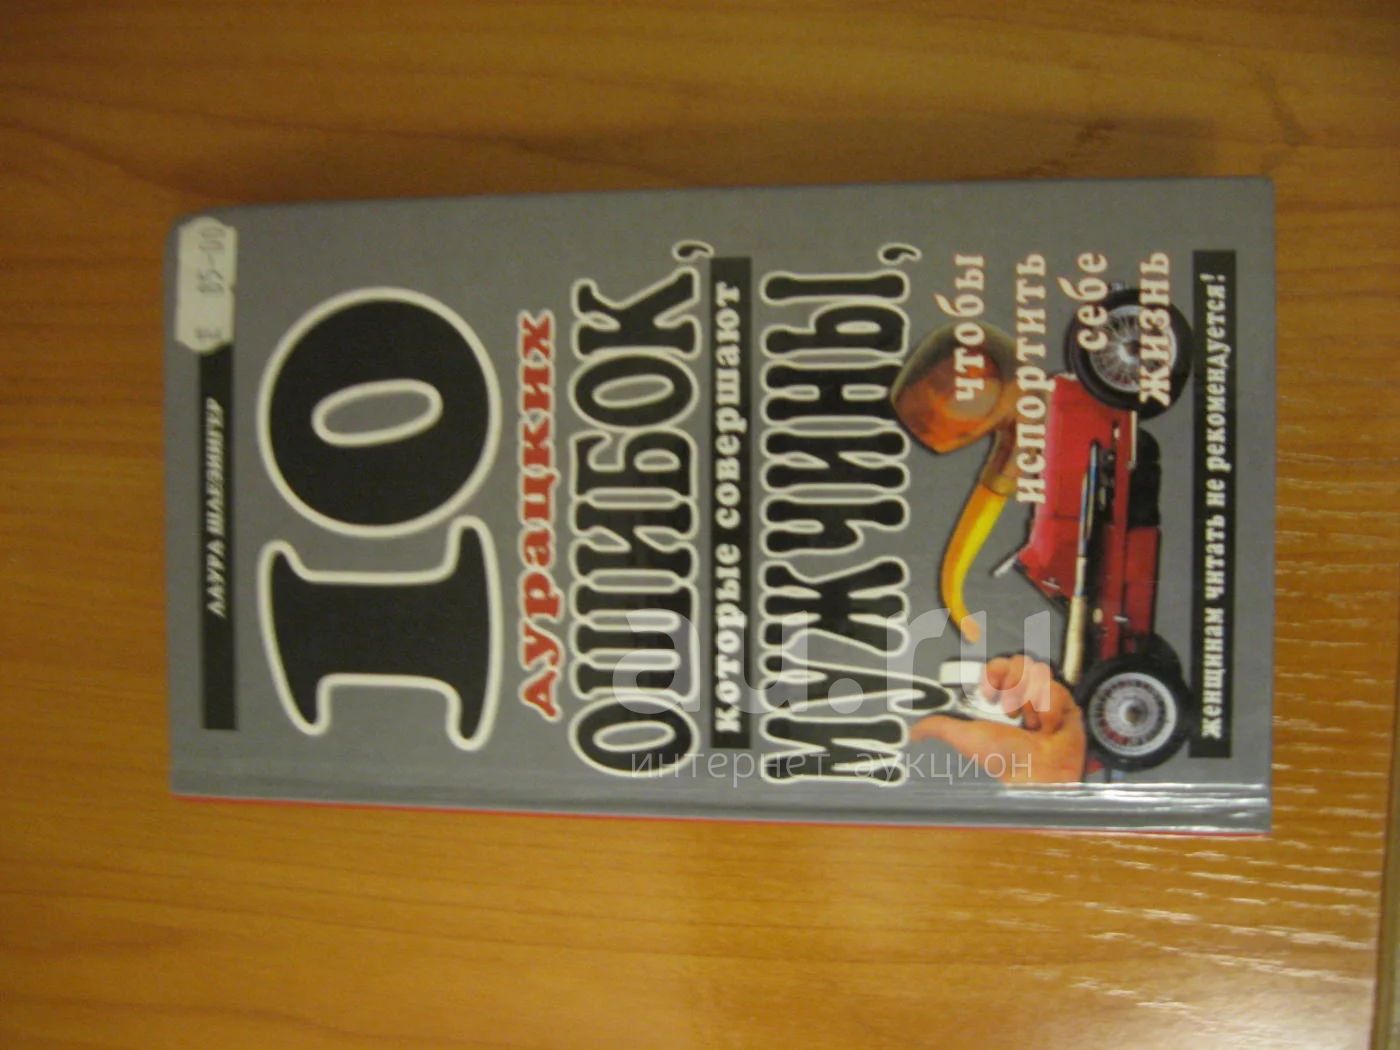 ЛАУРА ШЛЕЗИНГЕР
10
дурацких
ОШИБОК,
которые совершают
МУЖЧИНЫ,
чтобы
испортить
себе
жизнь
женщинам читать не рекомендуется!
au.ru
интернет-аукцион